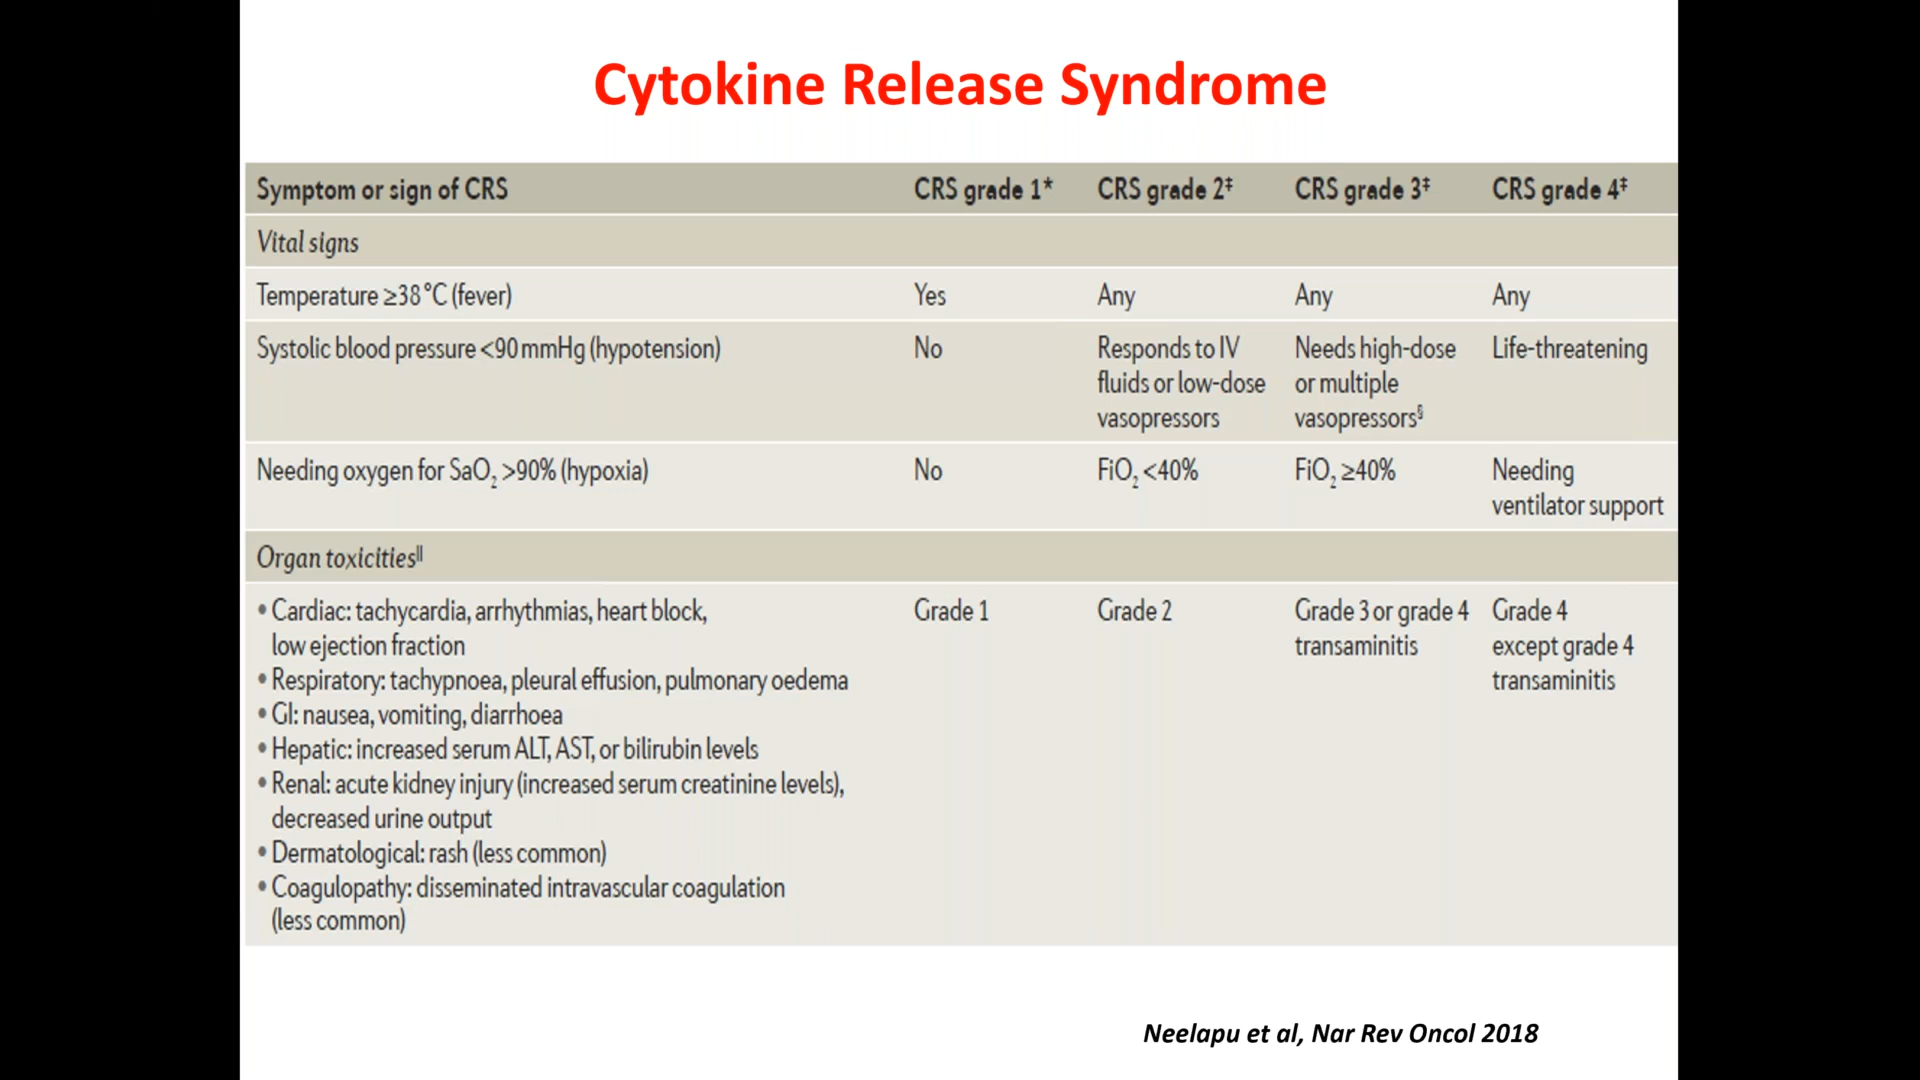 Cytokine Release Syndrome
Symptom or sign of CRS CRS grade 1* CRS grade 2‡ CRS grade 3‡ CRS grade 4‡
Vital signs
Temperature ≥38°C (fever) Yes Any Any Any
Systolic blood pressure <90 mmHg (hypotension) No Responds to IV Needs high-dose Life-threatening
fluids or low-dose or multiple
vasopressors vasopressors§
Needing oxygen for SaO₂ >90% (hypoxia) No FiO₂ <40% FiO₂ ≥40% Needing
ventilator support
Organ toxicities||
• Cardiac: tachycardia, arrhythmias, heart block, Grade 1 Grade 2 Grade 3 or grade 4 Grade 4
low ejection fraction transaminitis except grade 4
• Respiratory: tachypnoea, pleural effusion, pulmonary oedema transaminitis
• GI: nausea, vomiting, diarrhoea
• Hepatic: increased serum ALT, AST, or bilirubin levels
• Renal: acute kidney injury (increased serum creatinine levels),
decreased urine output
• Dermatological: rash (less common)
• Coagulopathy: disseminated intravascular coagulation
(less common)
Neelapu et al, Nar Rev Oncol 2018